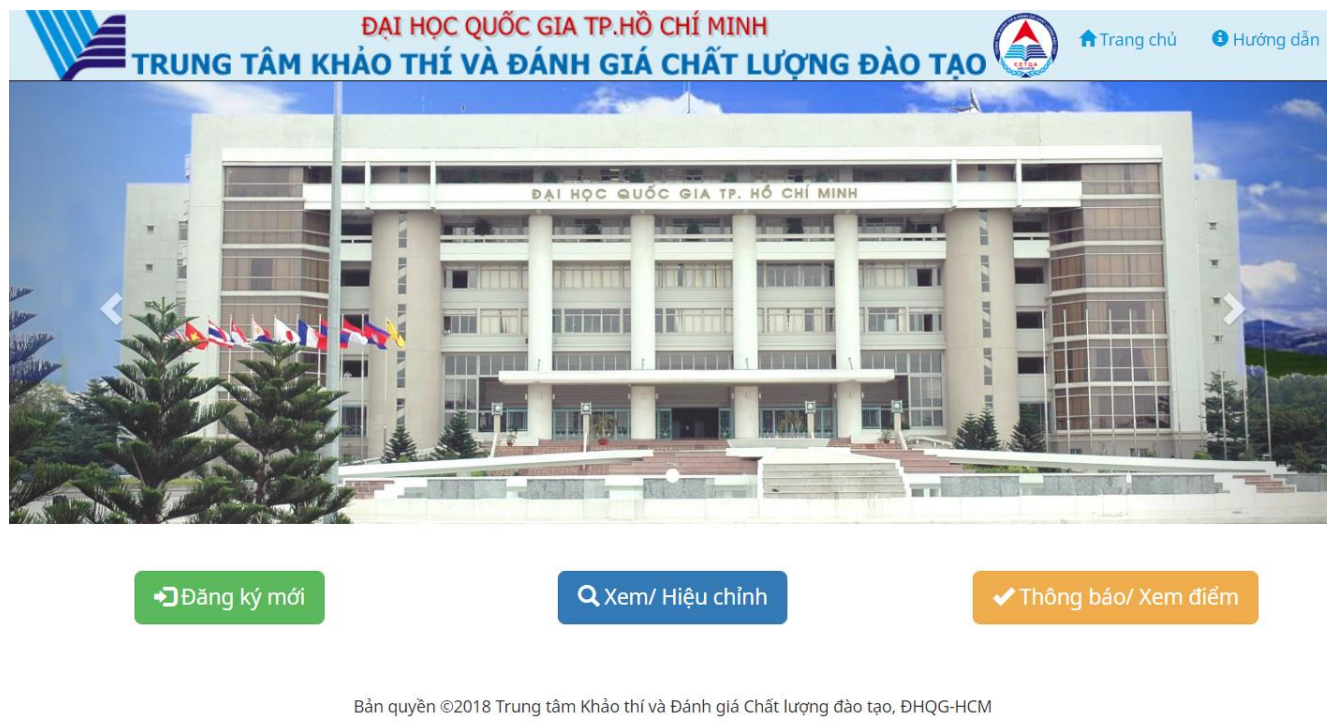 ĐẠI HỌC QUỐC GIA TP.HỒ CHÍ MINH
TRUNG TÂM KHẢO THÍ VÀ ĐÁNH GIÁ CHẤT LƯỢNG ĐÀO TẠO
CETQA
Trang chủ
Hướng dẫn
ĐẠI HỌC QUỐC GIA TP. HỒ CHÍ MINH
Đăng ký mới
Xem/ Hiệu chỉnh
Thông báo/ Xem điểm
Bản quyền ©2018 Trung tâm Khảo thí và Đánh giá Chất lượng đào tạo, ĐHQG-HCM